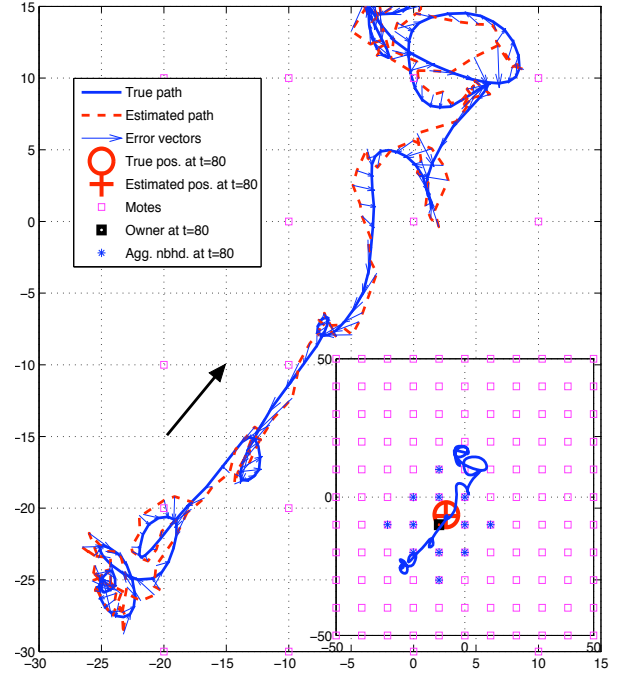 15
10
True path
Estimated path
Error vectors
True pos. at t=80
Estimated pos. at t=80
Motes
Owner at t=80
Agg. nbhd. at t=80
5
0
−5
−10
50
−15
0
−20
−25
−50
−50 0 50
−30
−30 −25 −20 −15 −10 −5 0 5 10 15